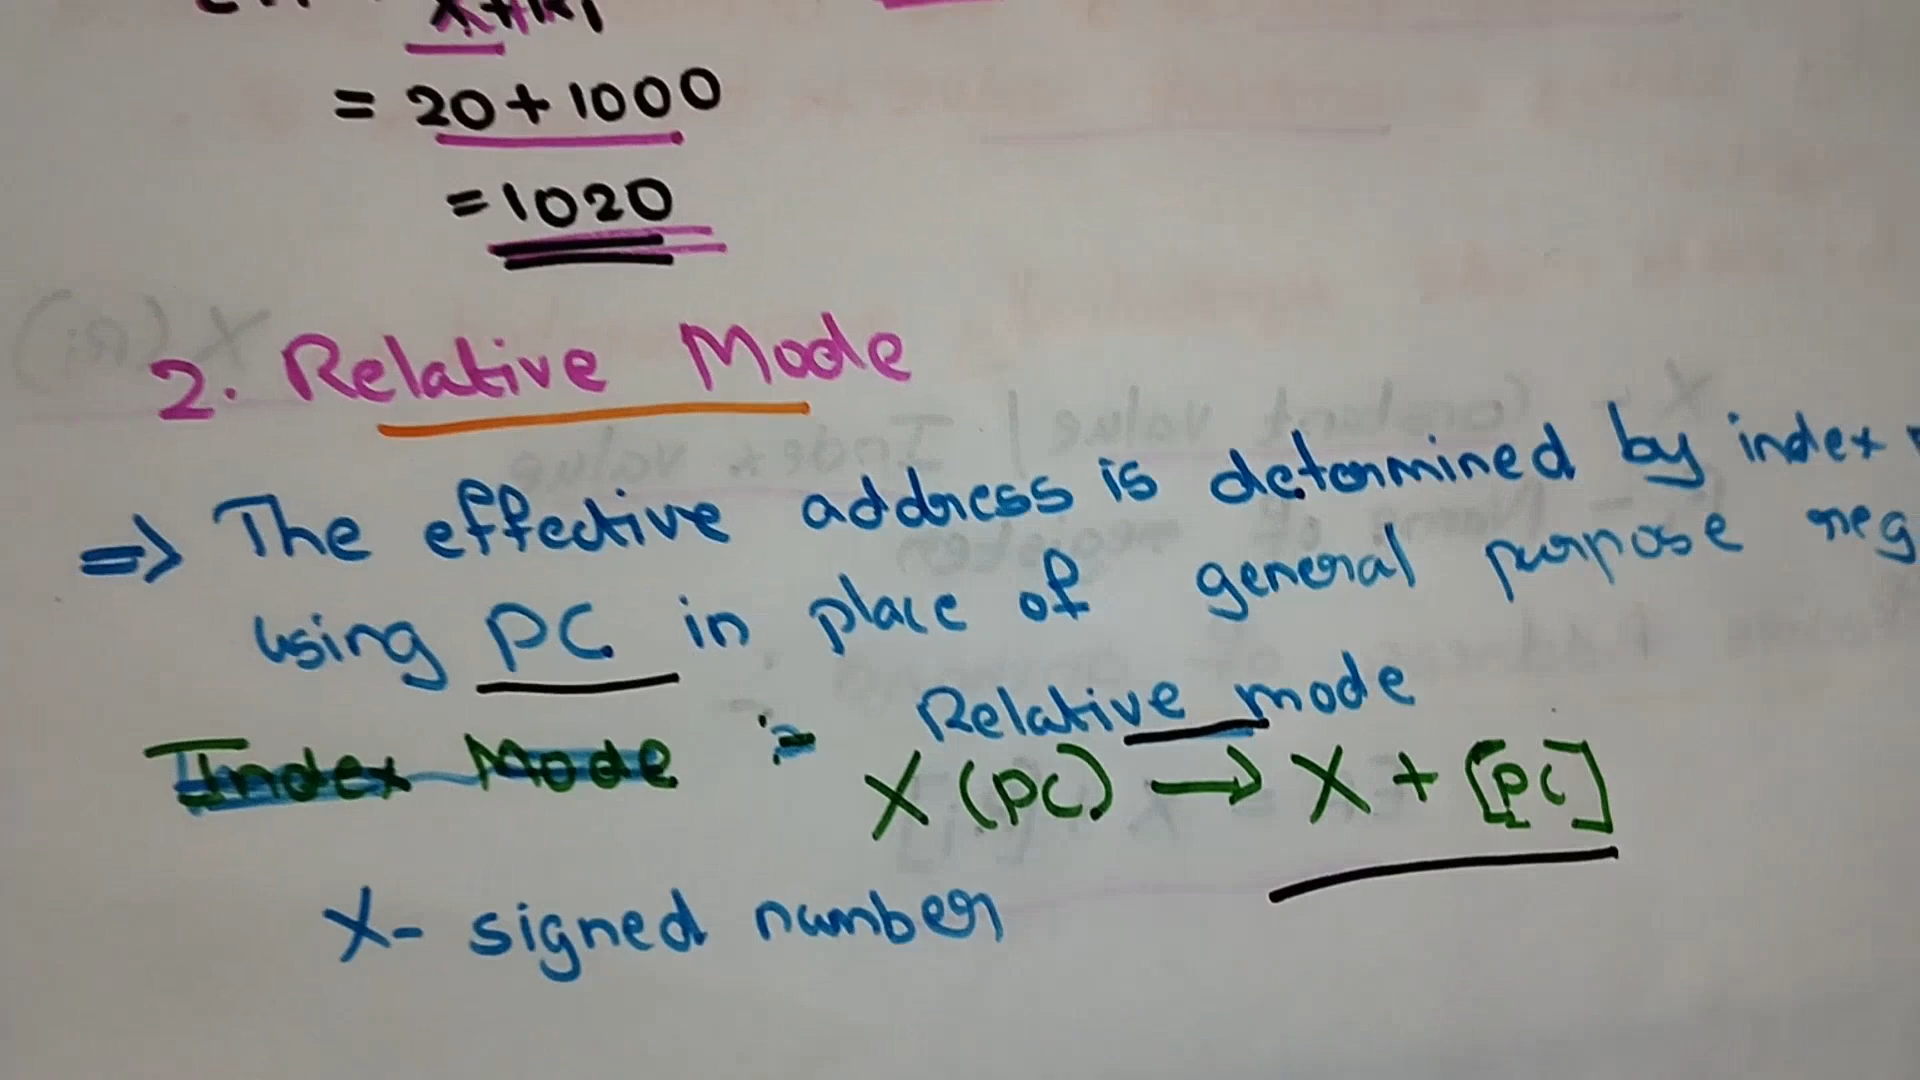 = 20 + 1000
= 1020
2. Relative Mode
⇒ The effective address is determined by index
using PC in place of general purpose reg
Index Mode :- Relative mode
X (PC) → X + [PC]
X - signed number